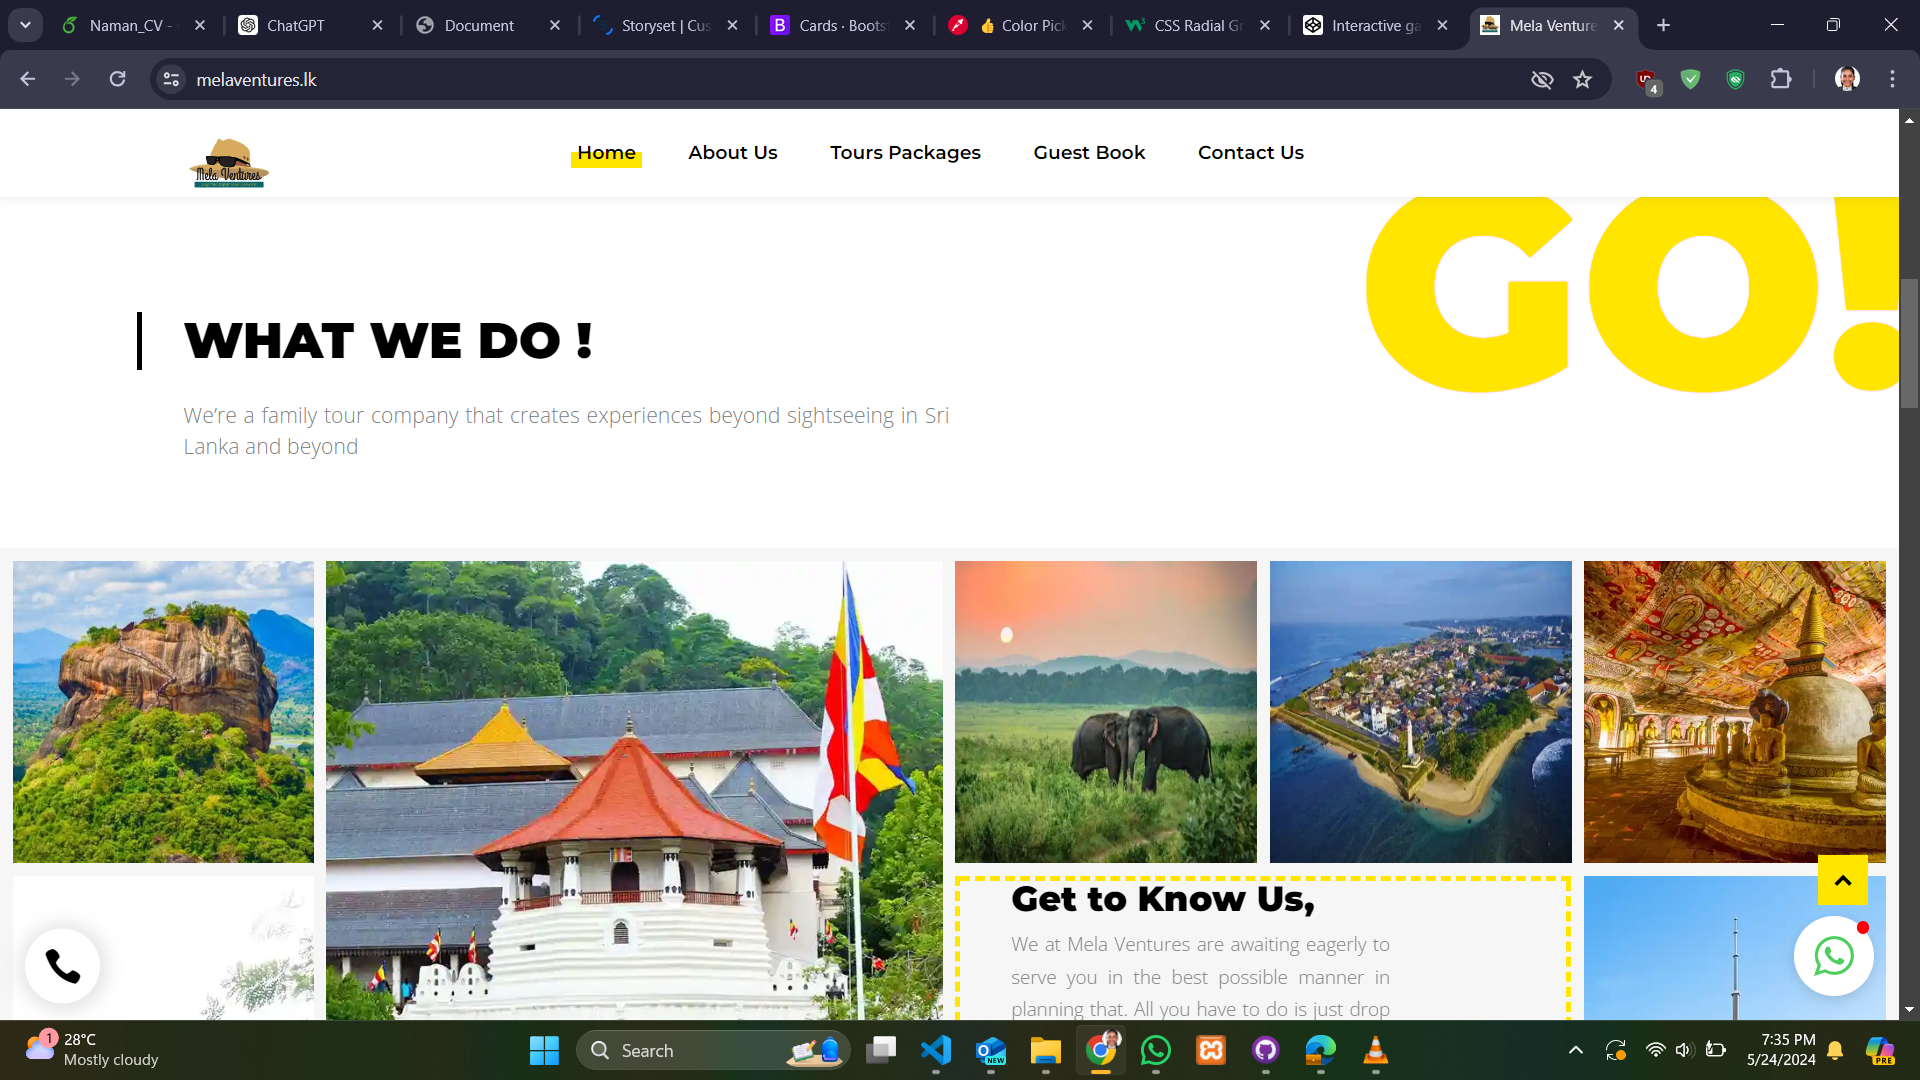 Naman_CV -
ChatGPT
Document
Storyset | Cus
Cards · Boots
👍 Color Pick
CSS Radial Gr
Interactive ga
Mela Venture
melaventures.lk
4
Mela Ventures
Home
About Us
Tours Packages
Guest Book
Contact Us
GO!
WHAT WE DO !
We’re a family tour company that creates experiences beyond sightseeing in Sri
Lanka and beyond
Get to Know Us,
We at Mela Ventures are awaiting eagerly to
serve you in the best possible manner in
planning that. All you have to do is just drop
1
28°C
Mostly cloudy
Search
NEW
7:35 PM
5/24/2024
PRE